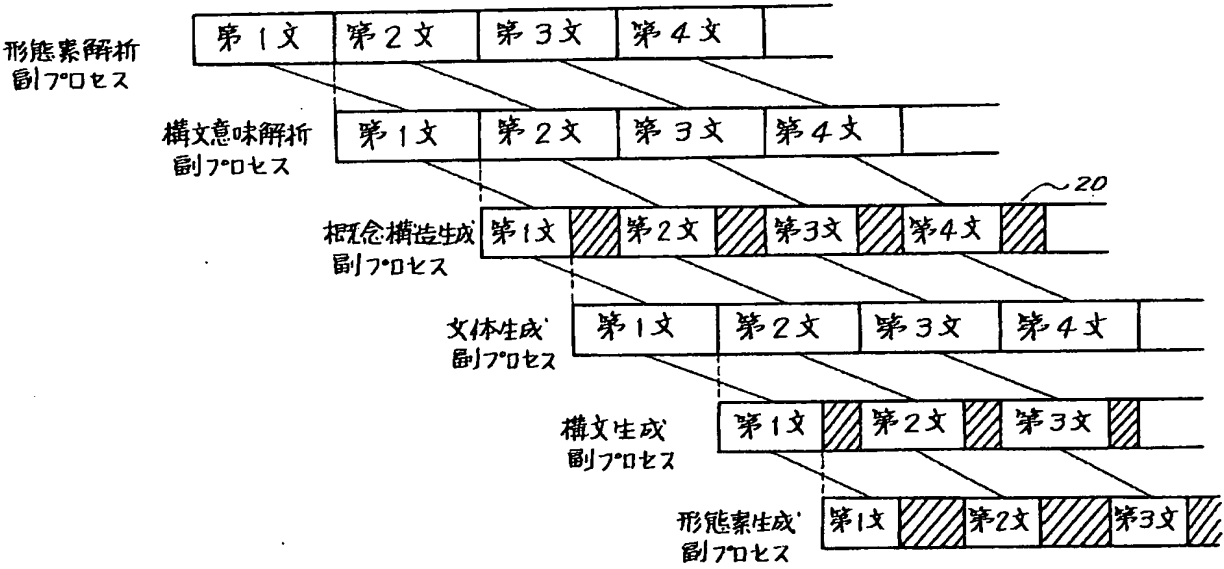 第1文 第2文 第3文 第4文
形態素解析
副プロセス
第1文 第2文 第3文 第4文
構文意味解析
副プロセス
20
第1文 第2文 第3文 第4文
概念構造生成
副プロセス
第1文 第2文 第3文 第4文
文体生成
副プロセス
第1文 第2文 第3文
構文生成
副プロセス
第1文 第2文 第3文
形態素生成
副プロセス